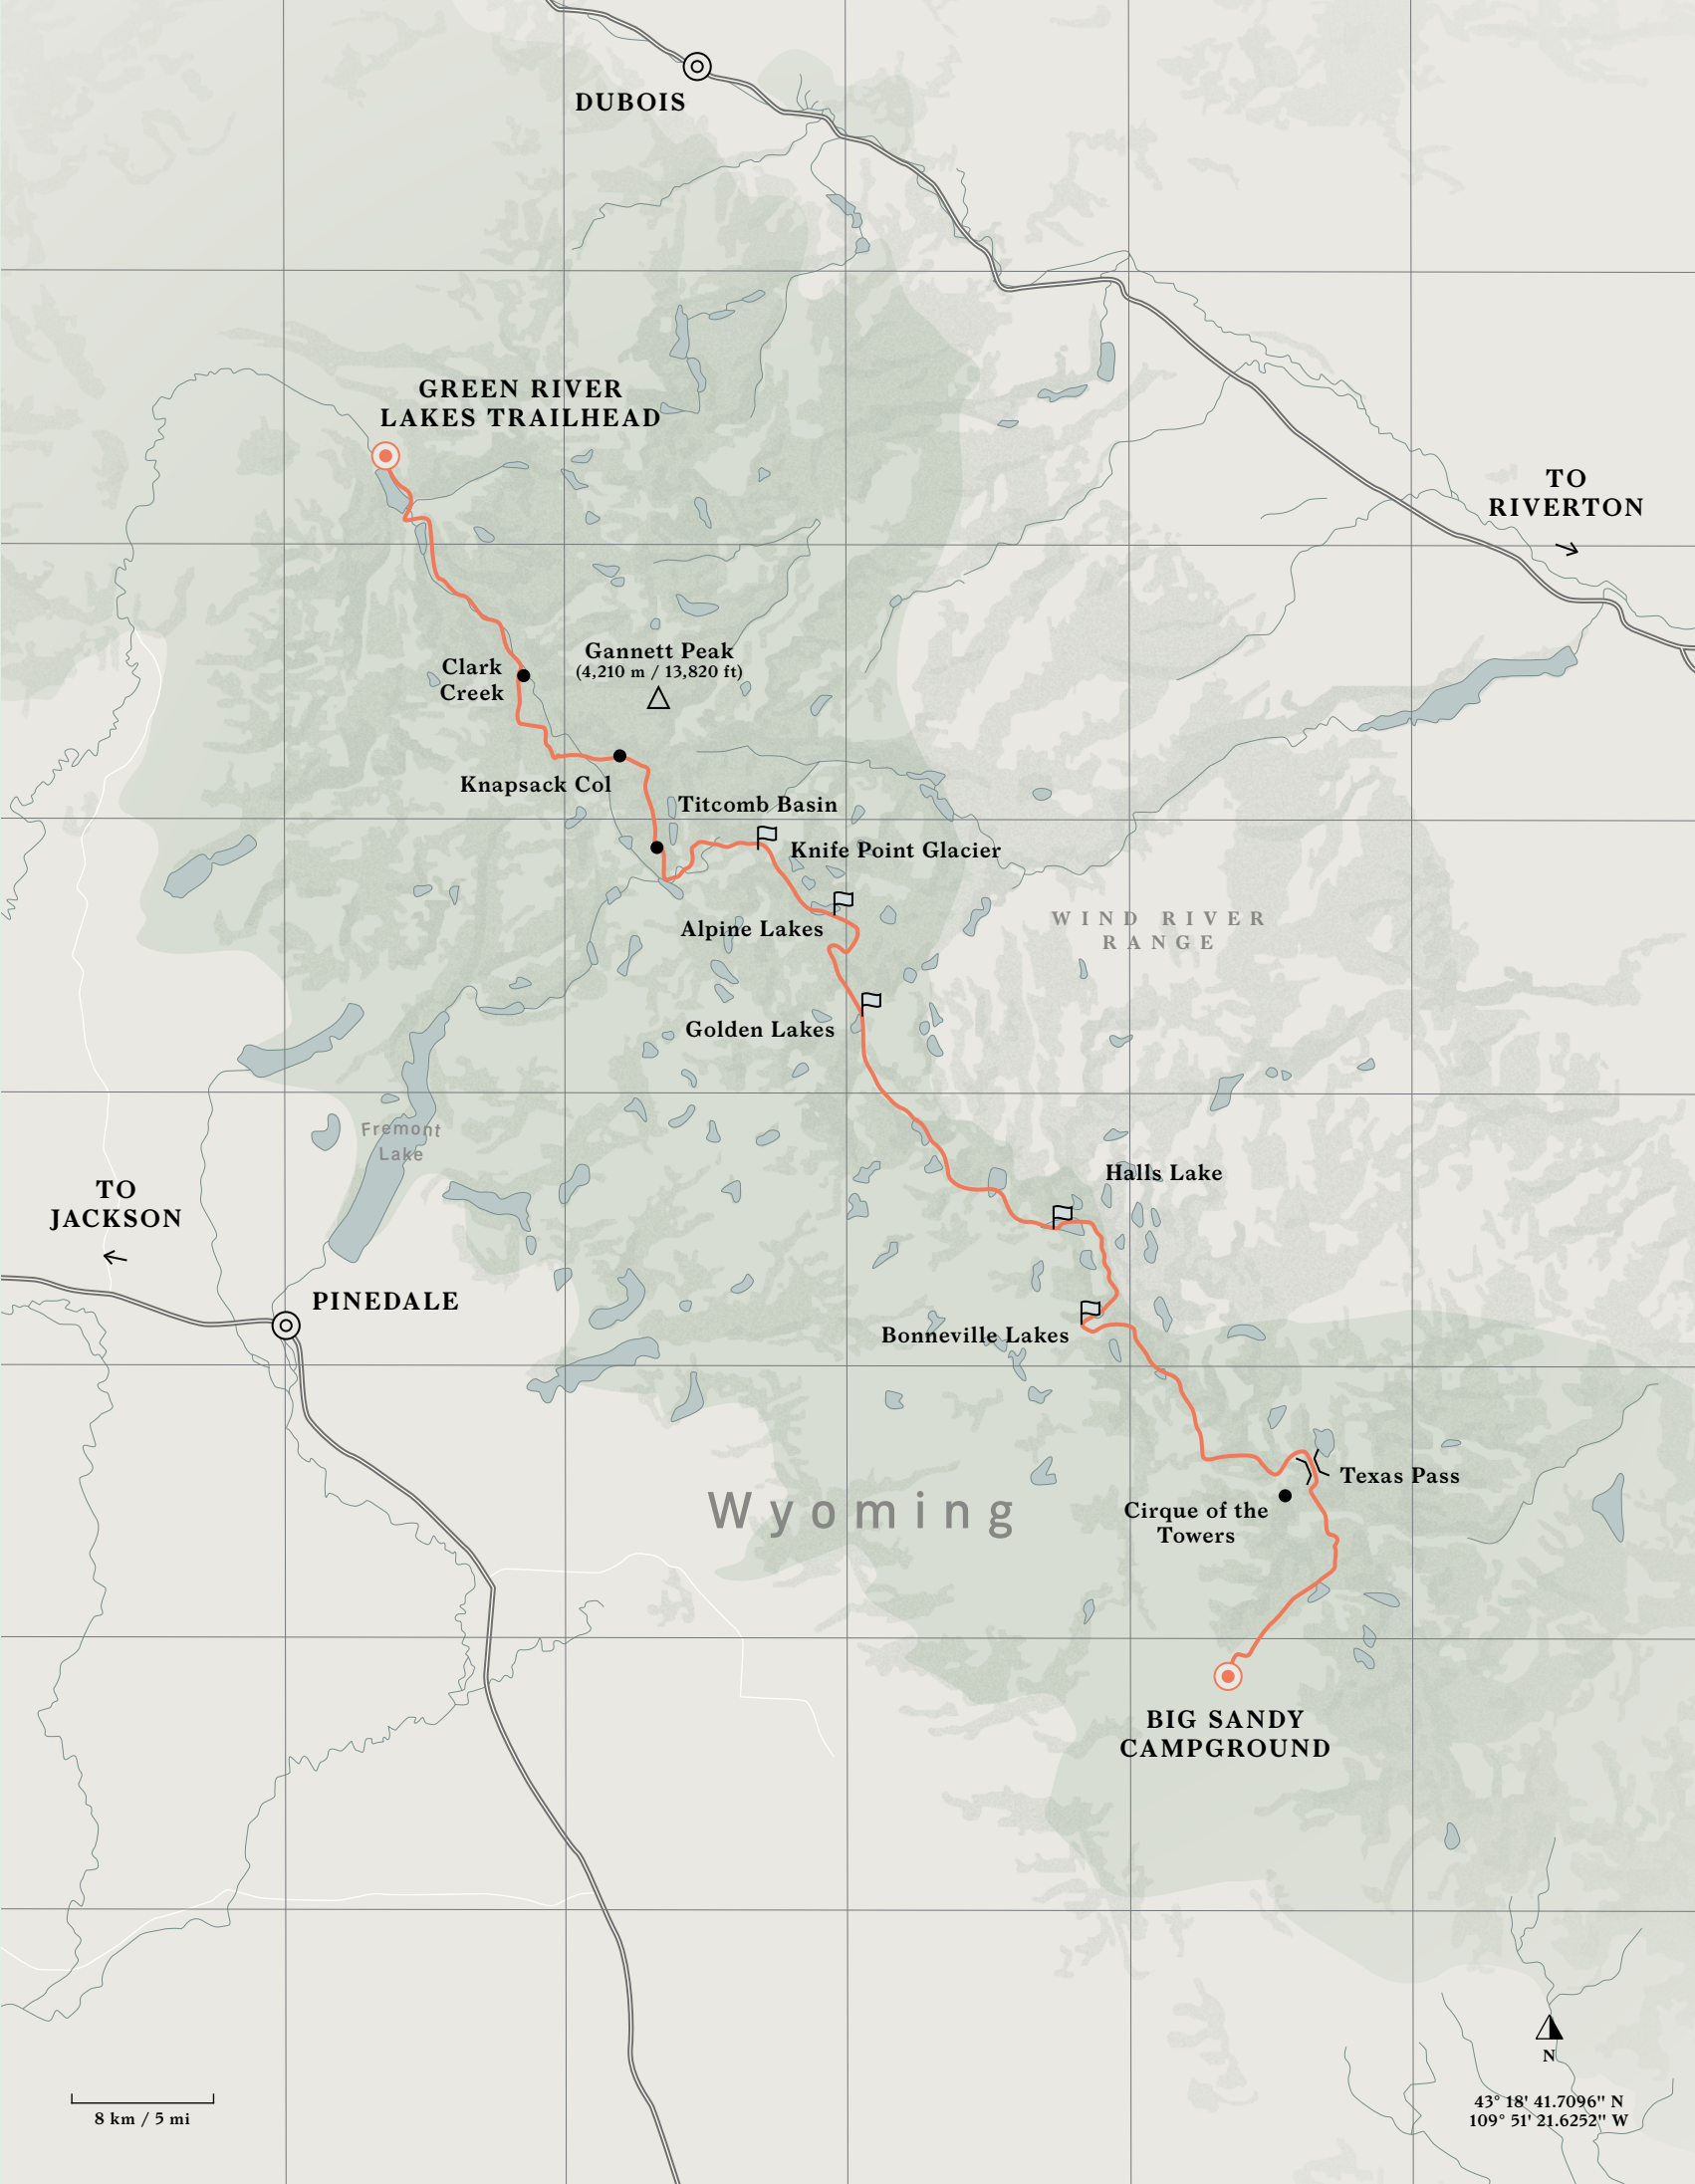 DUBOIS
GREEN RIVER
LAKES TRAILHEAD
TO
RIVERTON
Gannett Peak
(4,210 m / 13,820 ft)
Clark
Creek
Knapsack Col
Titcomb Basin
Knife Point Glacier
Alpine Lakes
WIND RIVER
RANGE
Golden Lakes
Fremont
Lake
Halls Lake
TO
JACKSON
PINEDALE
Bonneville Lakes
Texas Pass
Wyoming
Cirque of the
Towers
BIG SANDY
CAMPGROUND
N
8 km / 5 mi
43° 18' 41.7096" N
109° 51' 21.6252" W